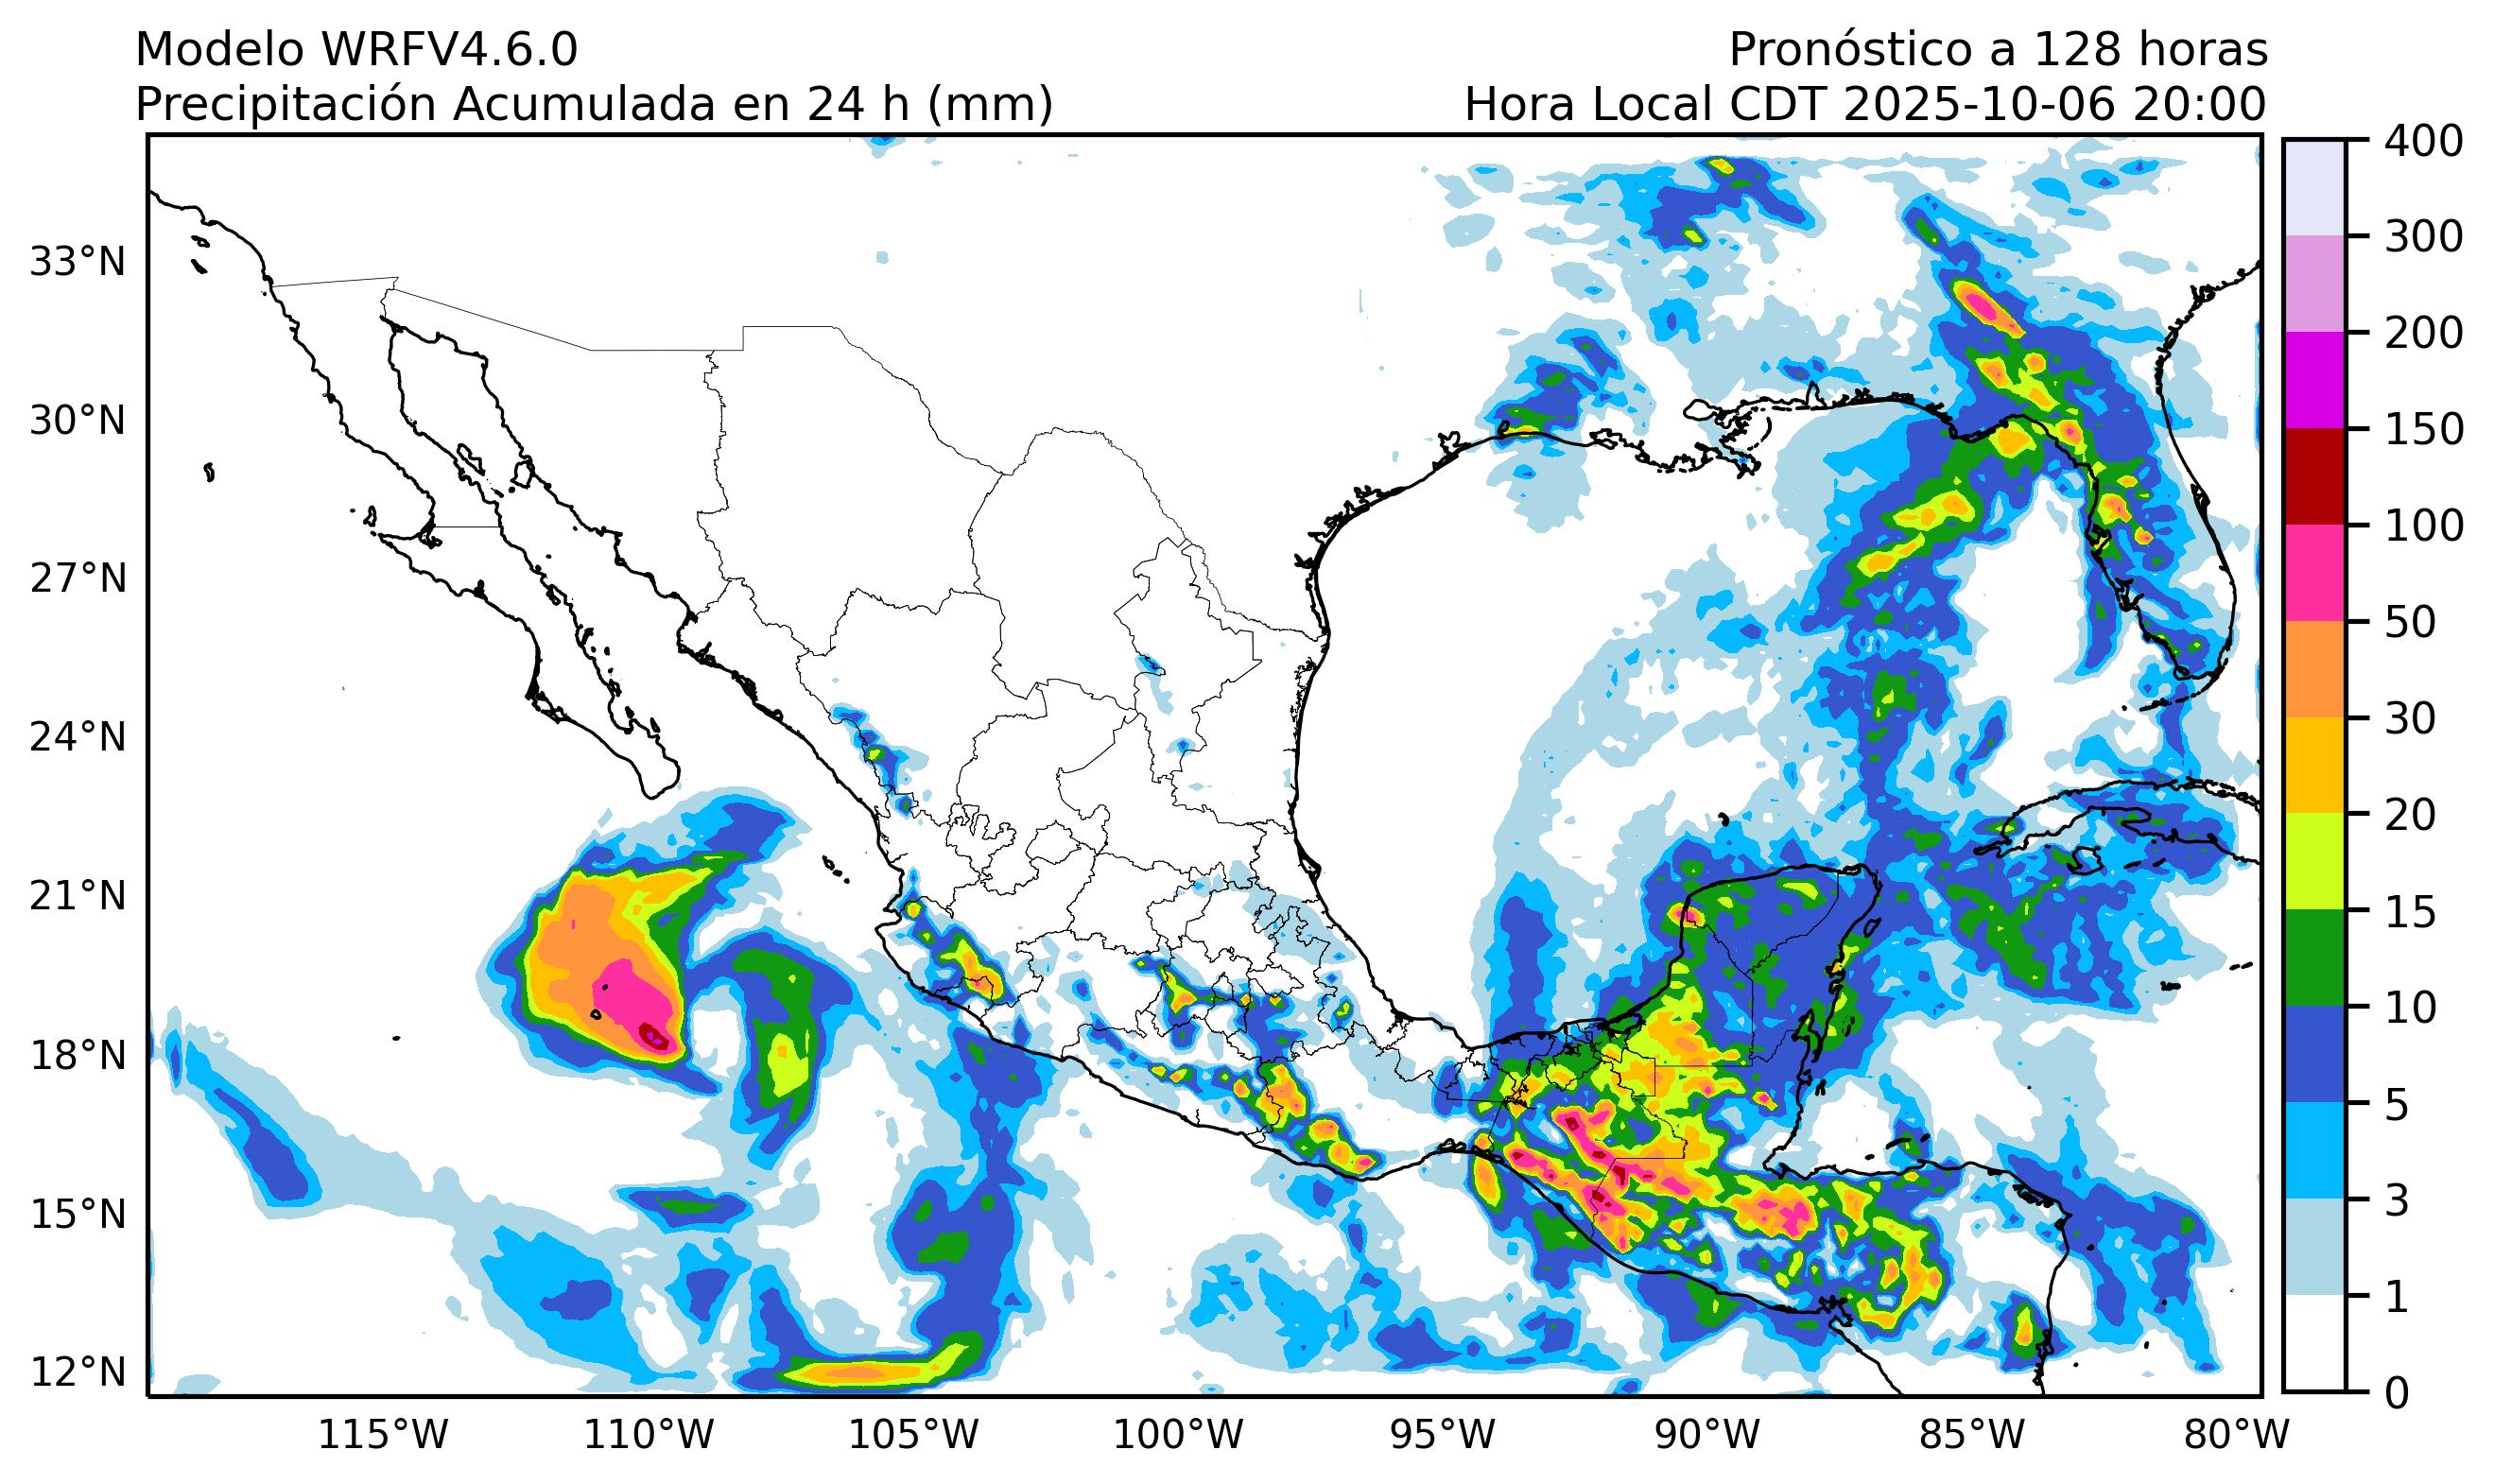 Modelo WRFV4.6.0
Pronóstico a 128 horas
Precipitación Acumulada en 24 h (mm)
Hora Local CDT 2025-10-06 20:00
33°N
30°N
27°N
24°N
21°N
18°N
15°N
12°N
115°W
110°W
105°W
100°W
95°W
90°W
85°W
80°W
400
300
200
150
100
50
30
20
15
10
5
3
1
0